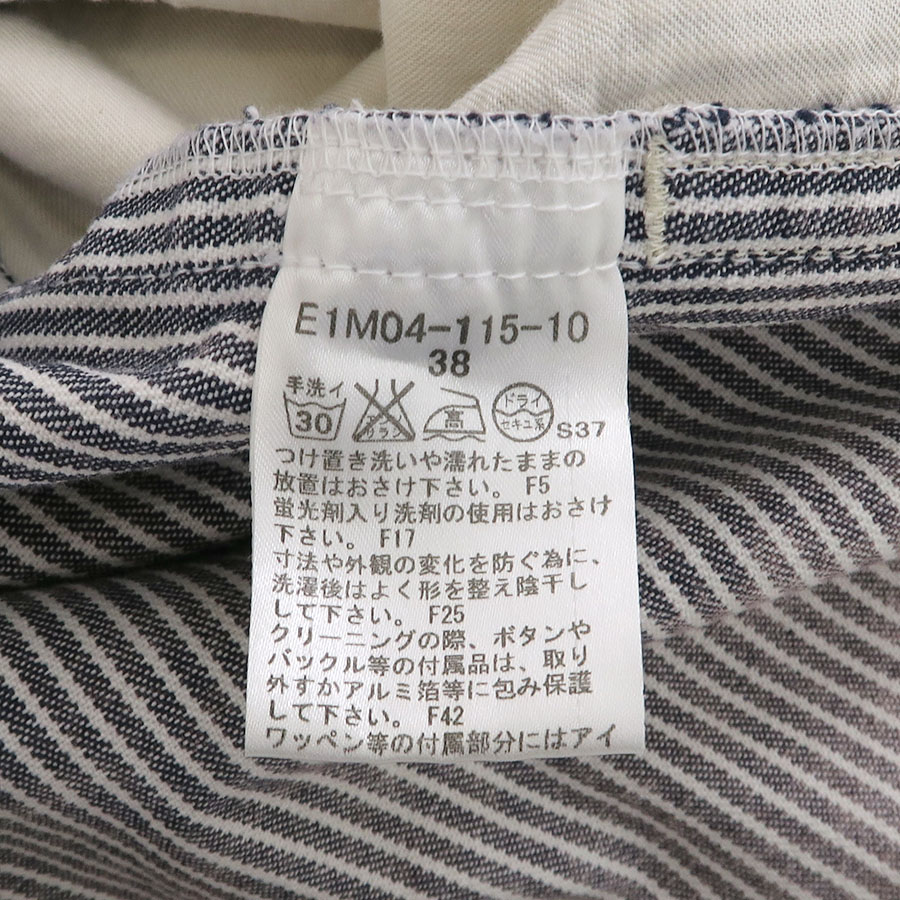 E1M04-115-10
38
手洗イ
30
エンソサラシ
高
ドライ
セキユ系
S37
つけ置き洗いや濡れたままの
放置はおさけ下さい。 F5
蛍光剤入り洗剤の使用はおさけ
下さい。 F17
寸法や外観の変化を防ぐ為に、
洗濯後はよく形を整え陰干し
して下さい。 F25
クリーニングの際、ボタンや
バックル等の付属品は、取り
外すかアルミ箔等に包み保護
して下さい。 F42
ワッペン等の付属部分にはアイ